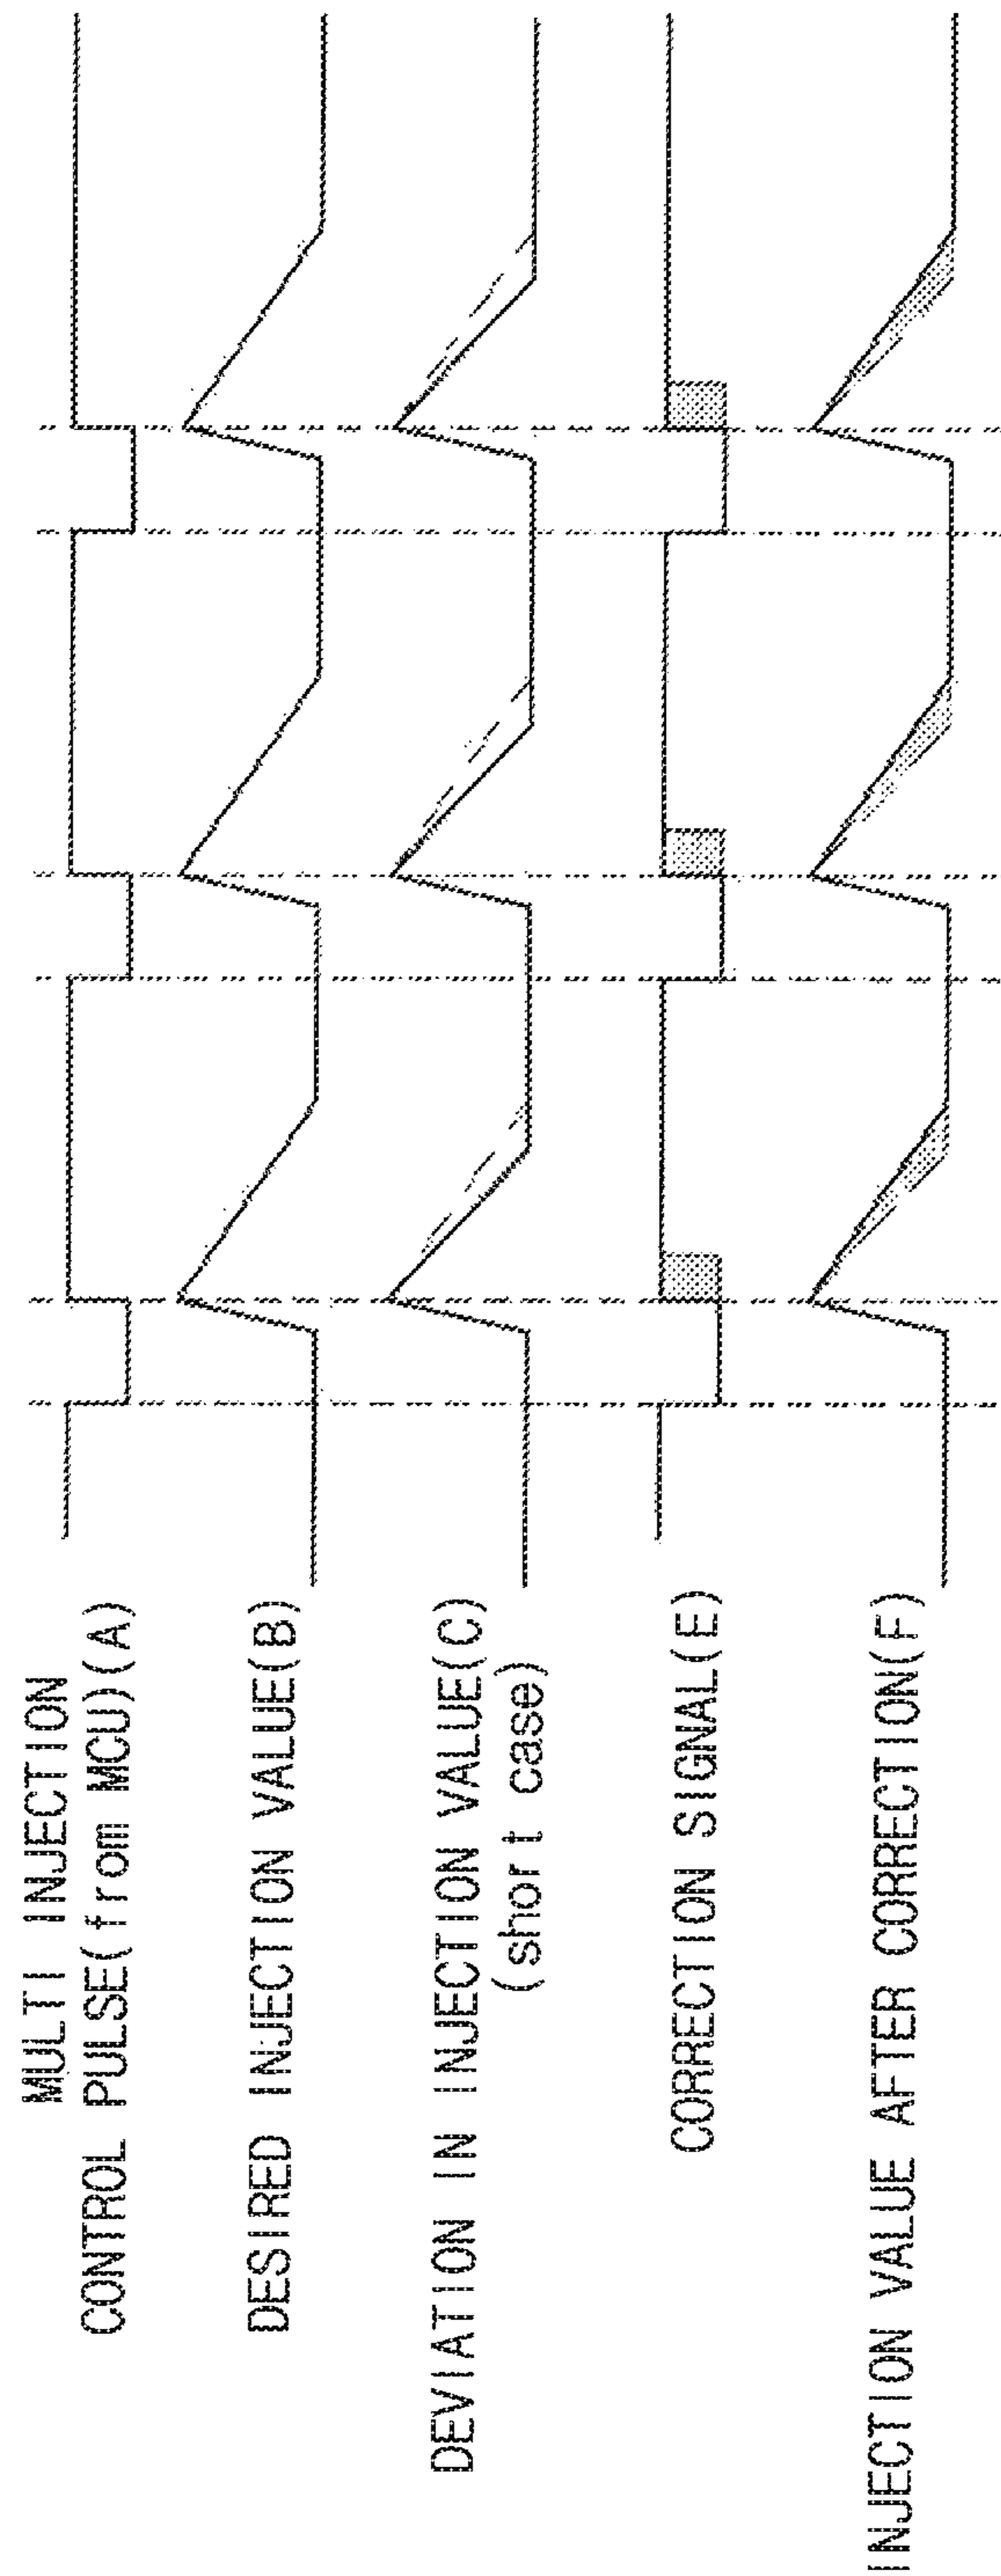 MULTI INJECTION
CONTROL PULSE(from MCU)(A)
DESIRED INJECTION VALUE(B)
DEVIATION IN INJECTION VALUE(C)
(short case)
CORRECTION SIGNAL(E)
INJECTION VALUE AFTER CORRECTION(F)